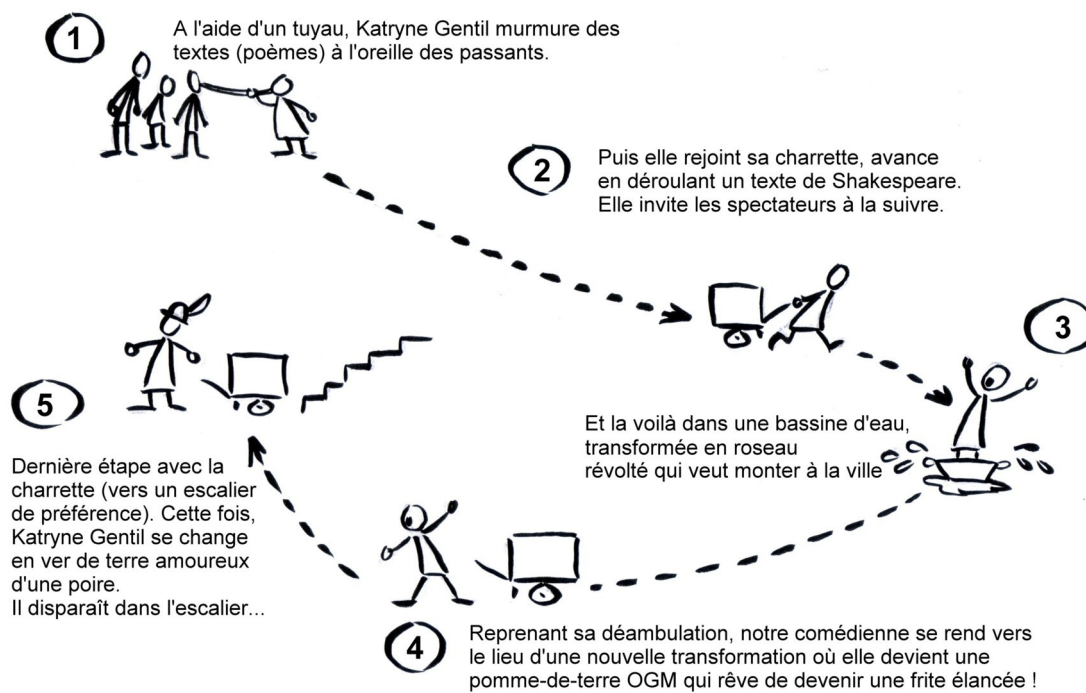 1
A l'aide d'un tuyau, Katryne Gentil murmure des
textes (poèmes) à l'oreille des passants.
2
Puis elle rejoint sa charrette, avance
en déroulant un texte de Shakespeare.
Elle invite les spectateurs à la suivre.
3
Et la voilà dans une bassine d'eau,
transformée en roseau
révolté qui veut monter à la ville
4
Reprenant sa déambulation, notre comédienne se rend vers
le lieu d'une nouvelle transformation où elle devient une
pomme-de-terre OGM qui rêve de devenir une frite élancée !
5
Dernière étape avec la
charrette (vers un escalier
de préférence). Cette fois,
Katryne Gentil se change
en ver de terre amoureux
d'une poire.
Il disparaît dans l'escalier...